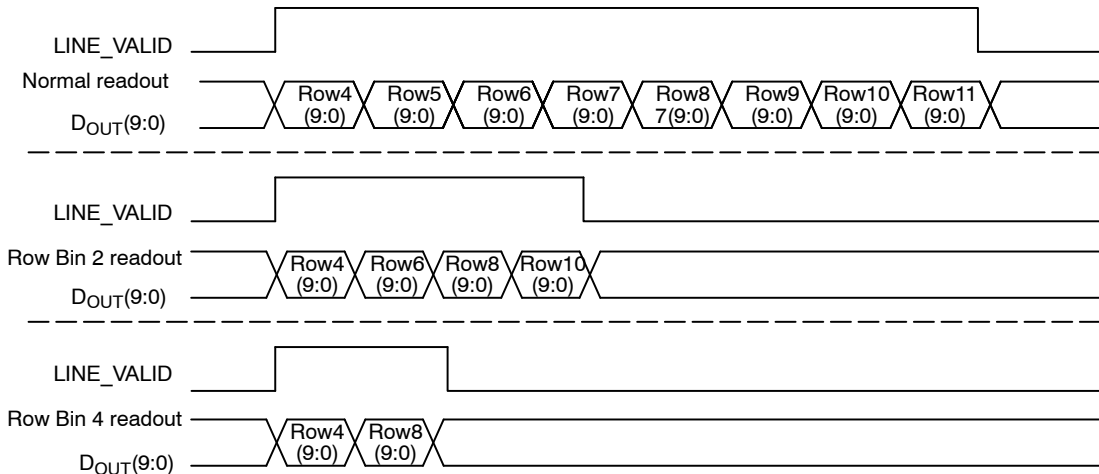 LINE_VALID
Normal readout
D_OUT(9:0)
Row4 (9:0)
Row5 (9:0)
Row6 (9:0)
Row7 (9:0)
Row8 7(9:0)
Row9 (9:0)
Row10 (9:0)
Row11 (9:0)
LINE_VALID
Row Bin 2 readout
D_OUT(9:0)
Row4 (9:0)
Row6 (9:0)
Row8 (9:0)
Row10 (9:0)
LINE_VALID
Row Bin 4 readout
D_OUT(9:0)
Row4 (9:0)
Row8 (9:0)